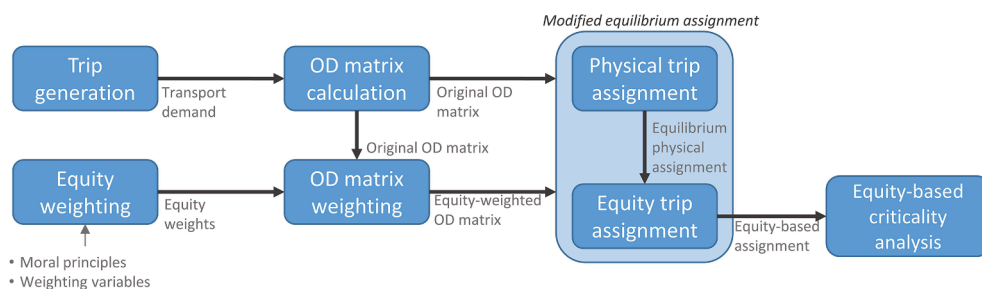 Modified equilibrium assignment
Trip
generation
Transport
demand
OD matrix
calculation
Original OD
matrix
Physical trip
assignment
Original OD matrix
Equilibrium
physical
assignment
Equity
weighting
Equity
weights
OD matrix
weighting
Equity-weighted
OD matrix
Equity trip
assignment
Equity-based
assignment
Equity-based
criticality
analysis
• Moral principles
• Weighting variables